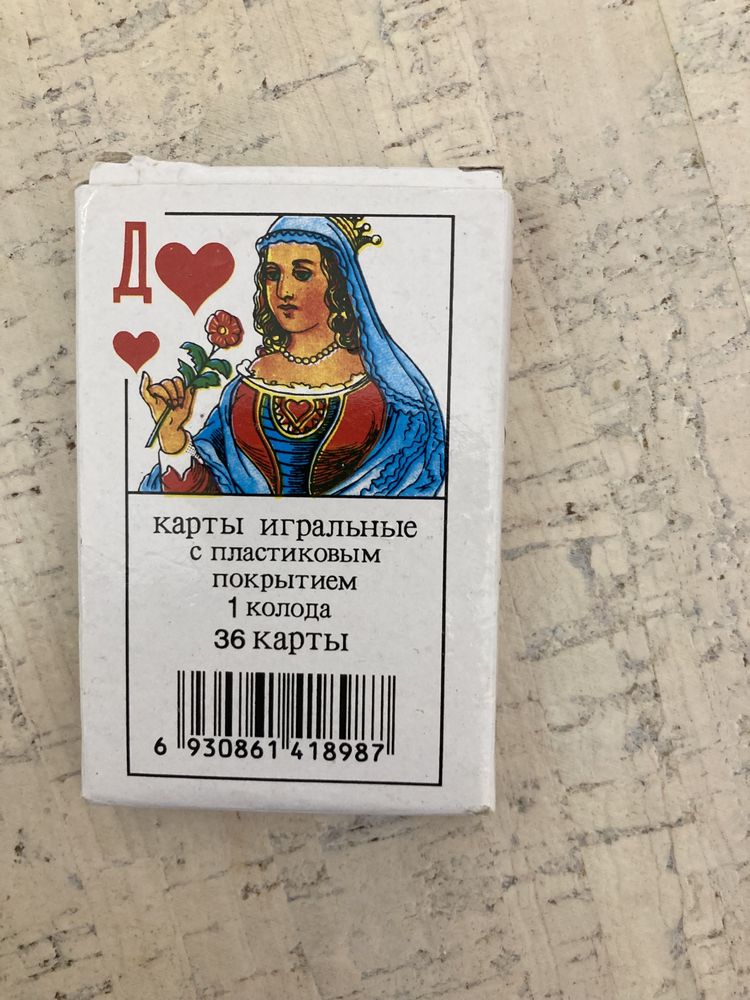 Д
карты игральные
с пластиковым
покрытием
1 колода
36 карты
6 930861 418987